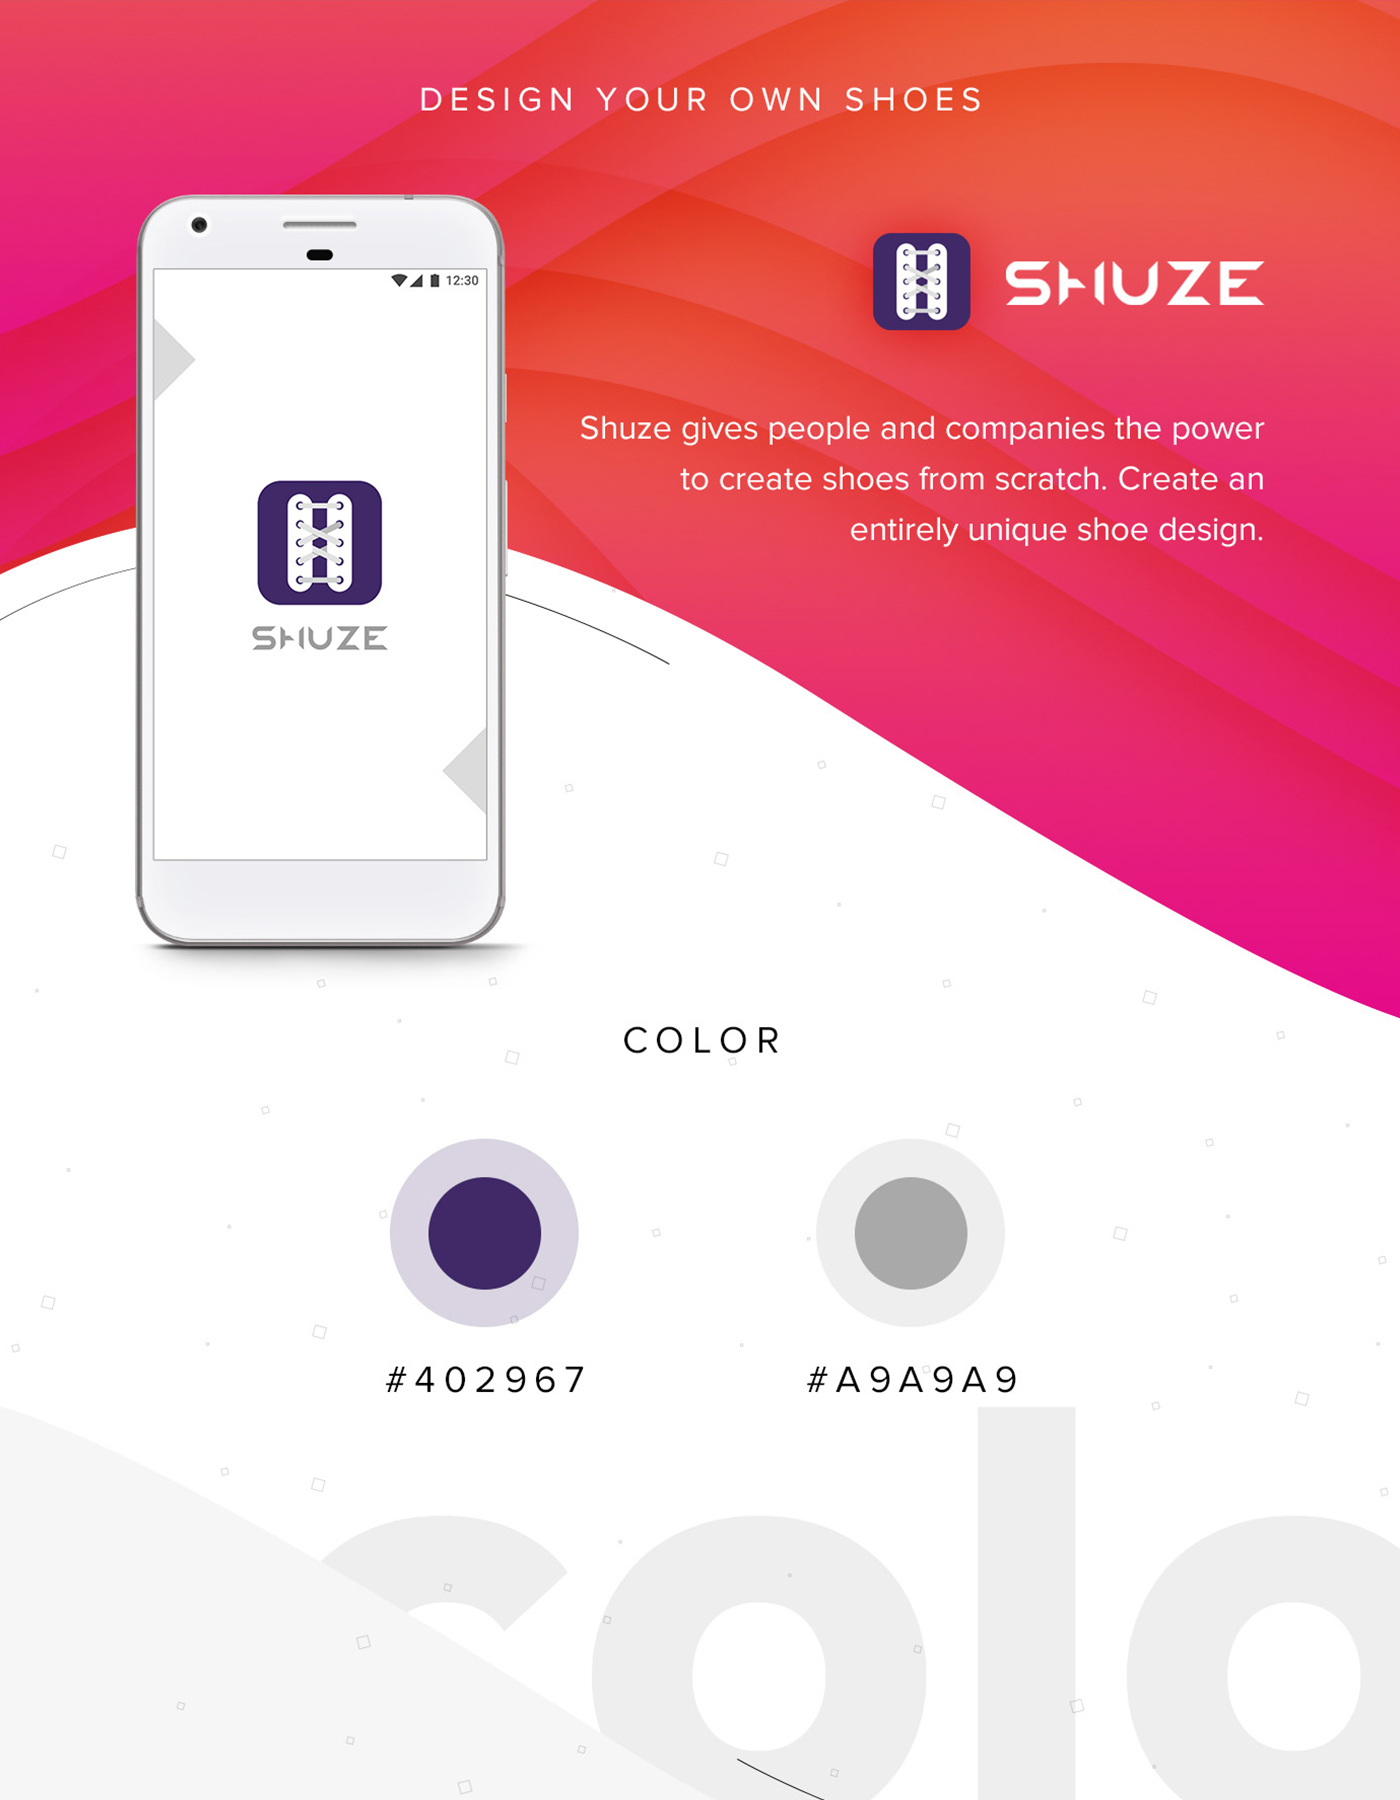 DESIGN YOUR OWN SHOES
12:30
SHUZE
Shuze gives people and companies the power
to create shoes from scratch. Create an
entirely unique shoe design.
SHUZE
COLOR
#402967
#A9A9A9
colo